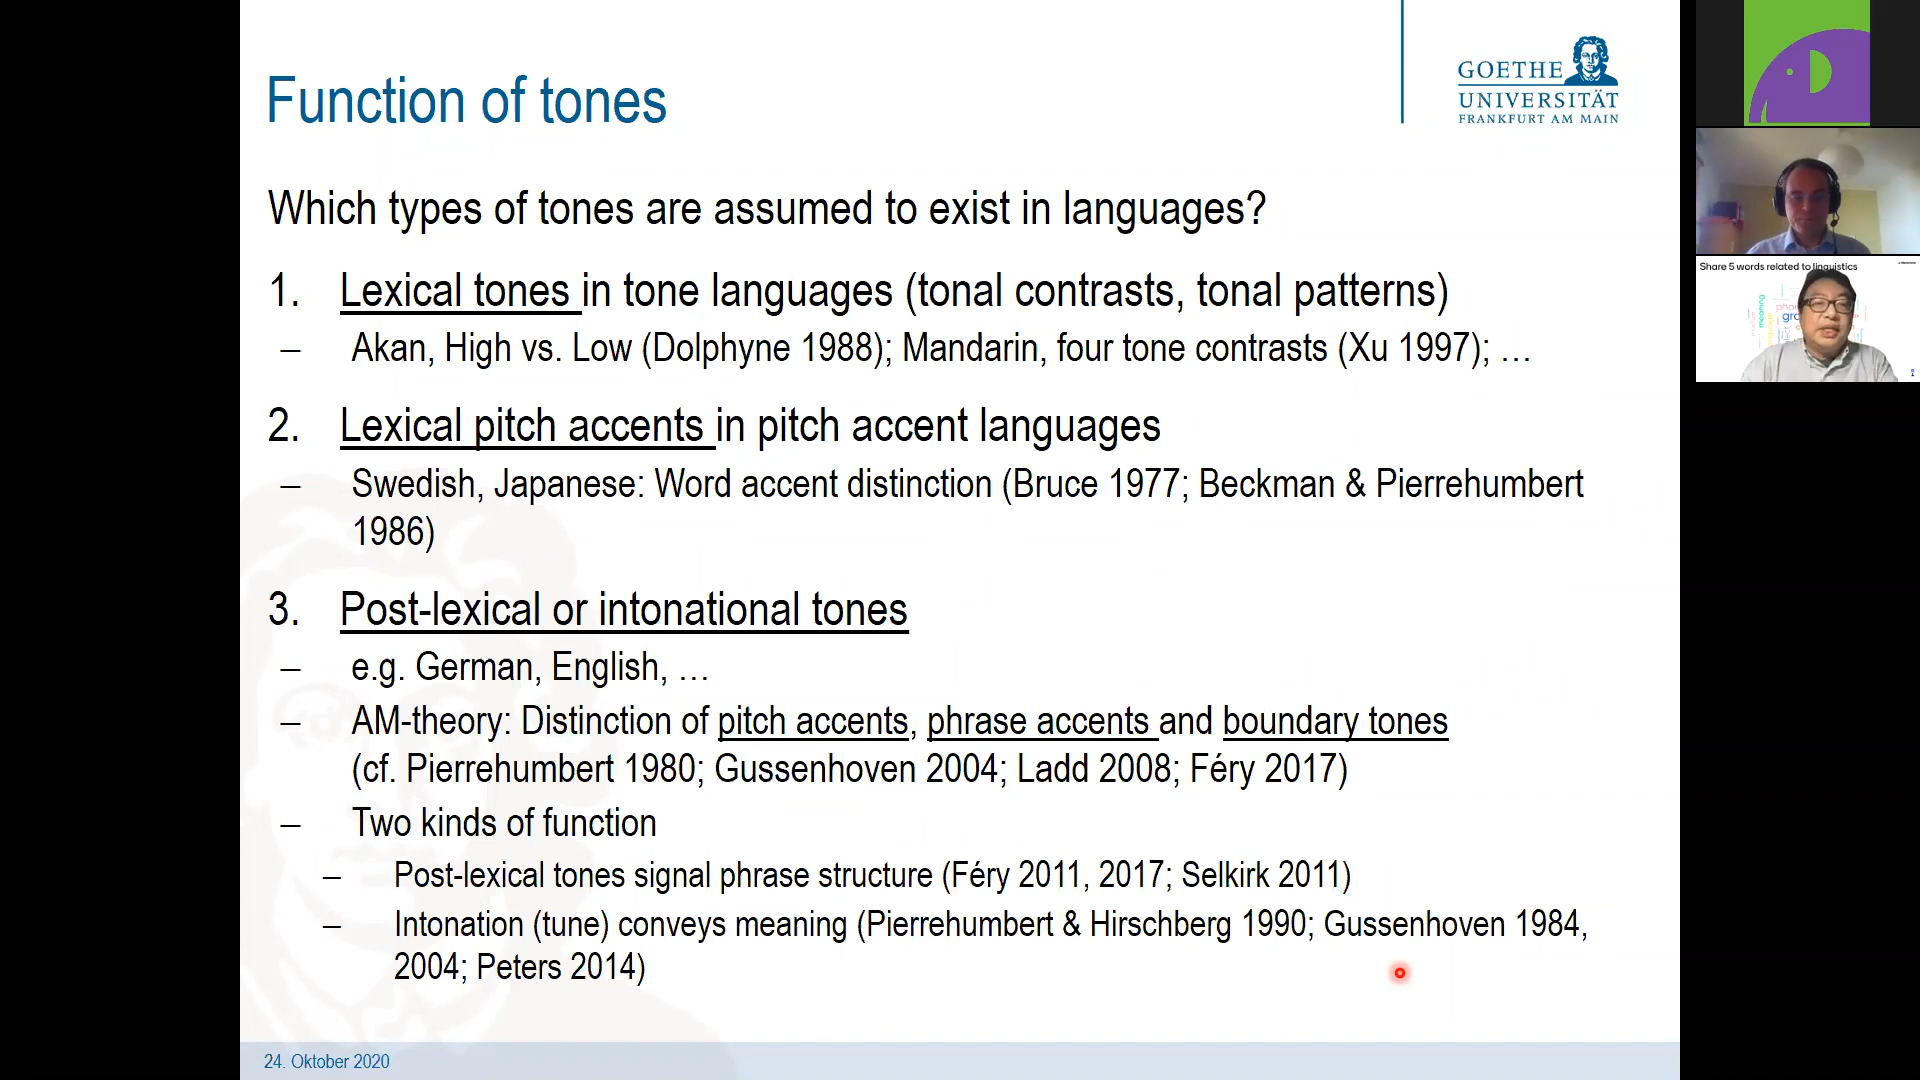 Function of tones
GOETHE
UNIVERSITÄT
FRANKFURT AM MAIN
Which types of tones are assumed to exist in languages?
1. Lexical tones in tone languages (tonal contrasts, tonal patterns)
– Akan, High vs. Low (Dolphyne 1988); Mandarin, four tone contrasts (Xu 1997); …
2. Lexical pitch accents in pitch accent languages
– Swedish, Japanese: Word accent distinction (Bruce 1977; Beckman & Pierrehumbert
1986)
3. Post-lexical or intonational tones
– e.g. German, English, …
– AM-theory: Distinction of pitch accents, phrase accents and boundary tones
(cf. Pierrehumbert 1980; Gussenhoven 2004; Ladd 2008; Féry 2017)
– Two kinds of function
– Post-lexical tones signal phrase structure (Féry 2011, 2017; Selkirk 2011)
– Intonation (tune) conveys meaning (Pierrehumbert & Hirschberg 1990; Gussenhoven 1984,
2004; Peters 2014)
24. Oktober 2020
Share 5 words related to linguistics
meaning